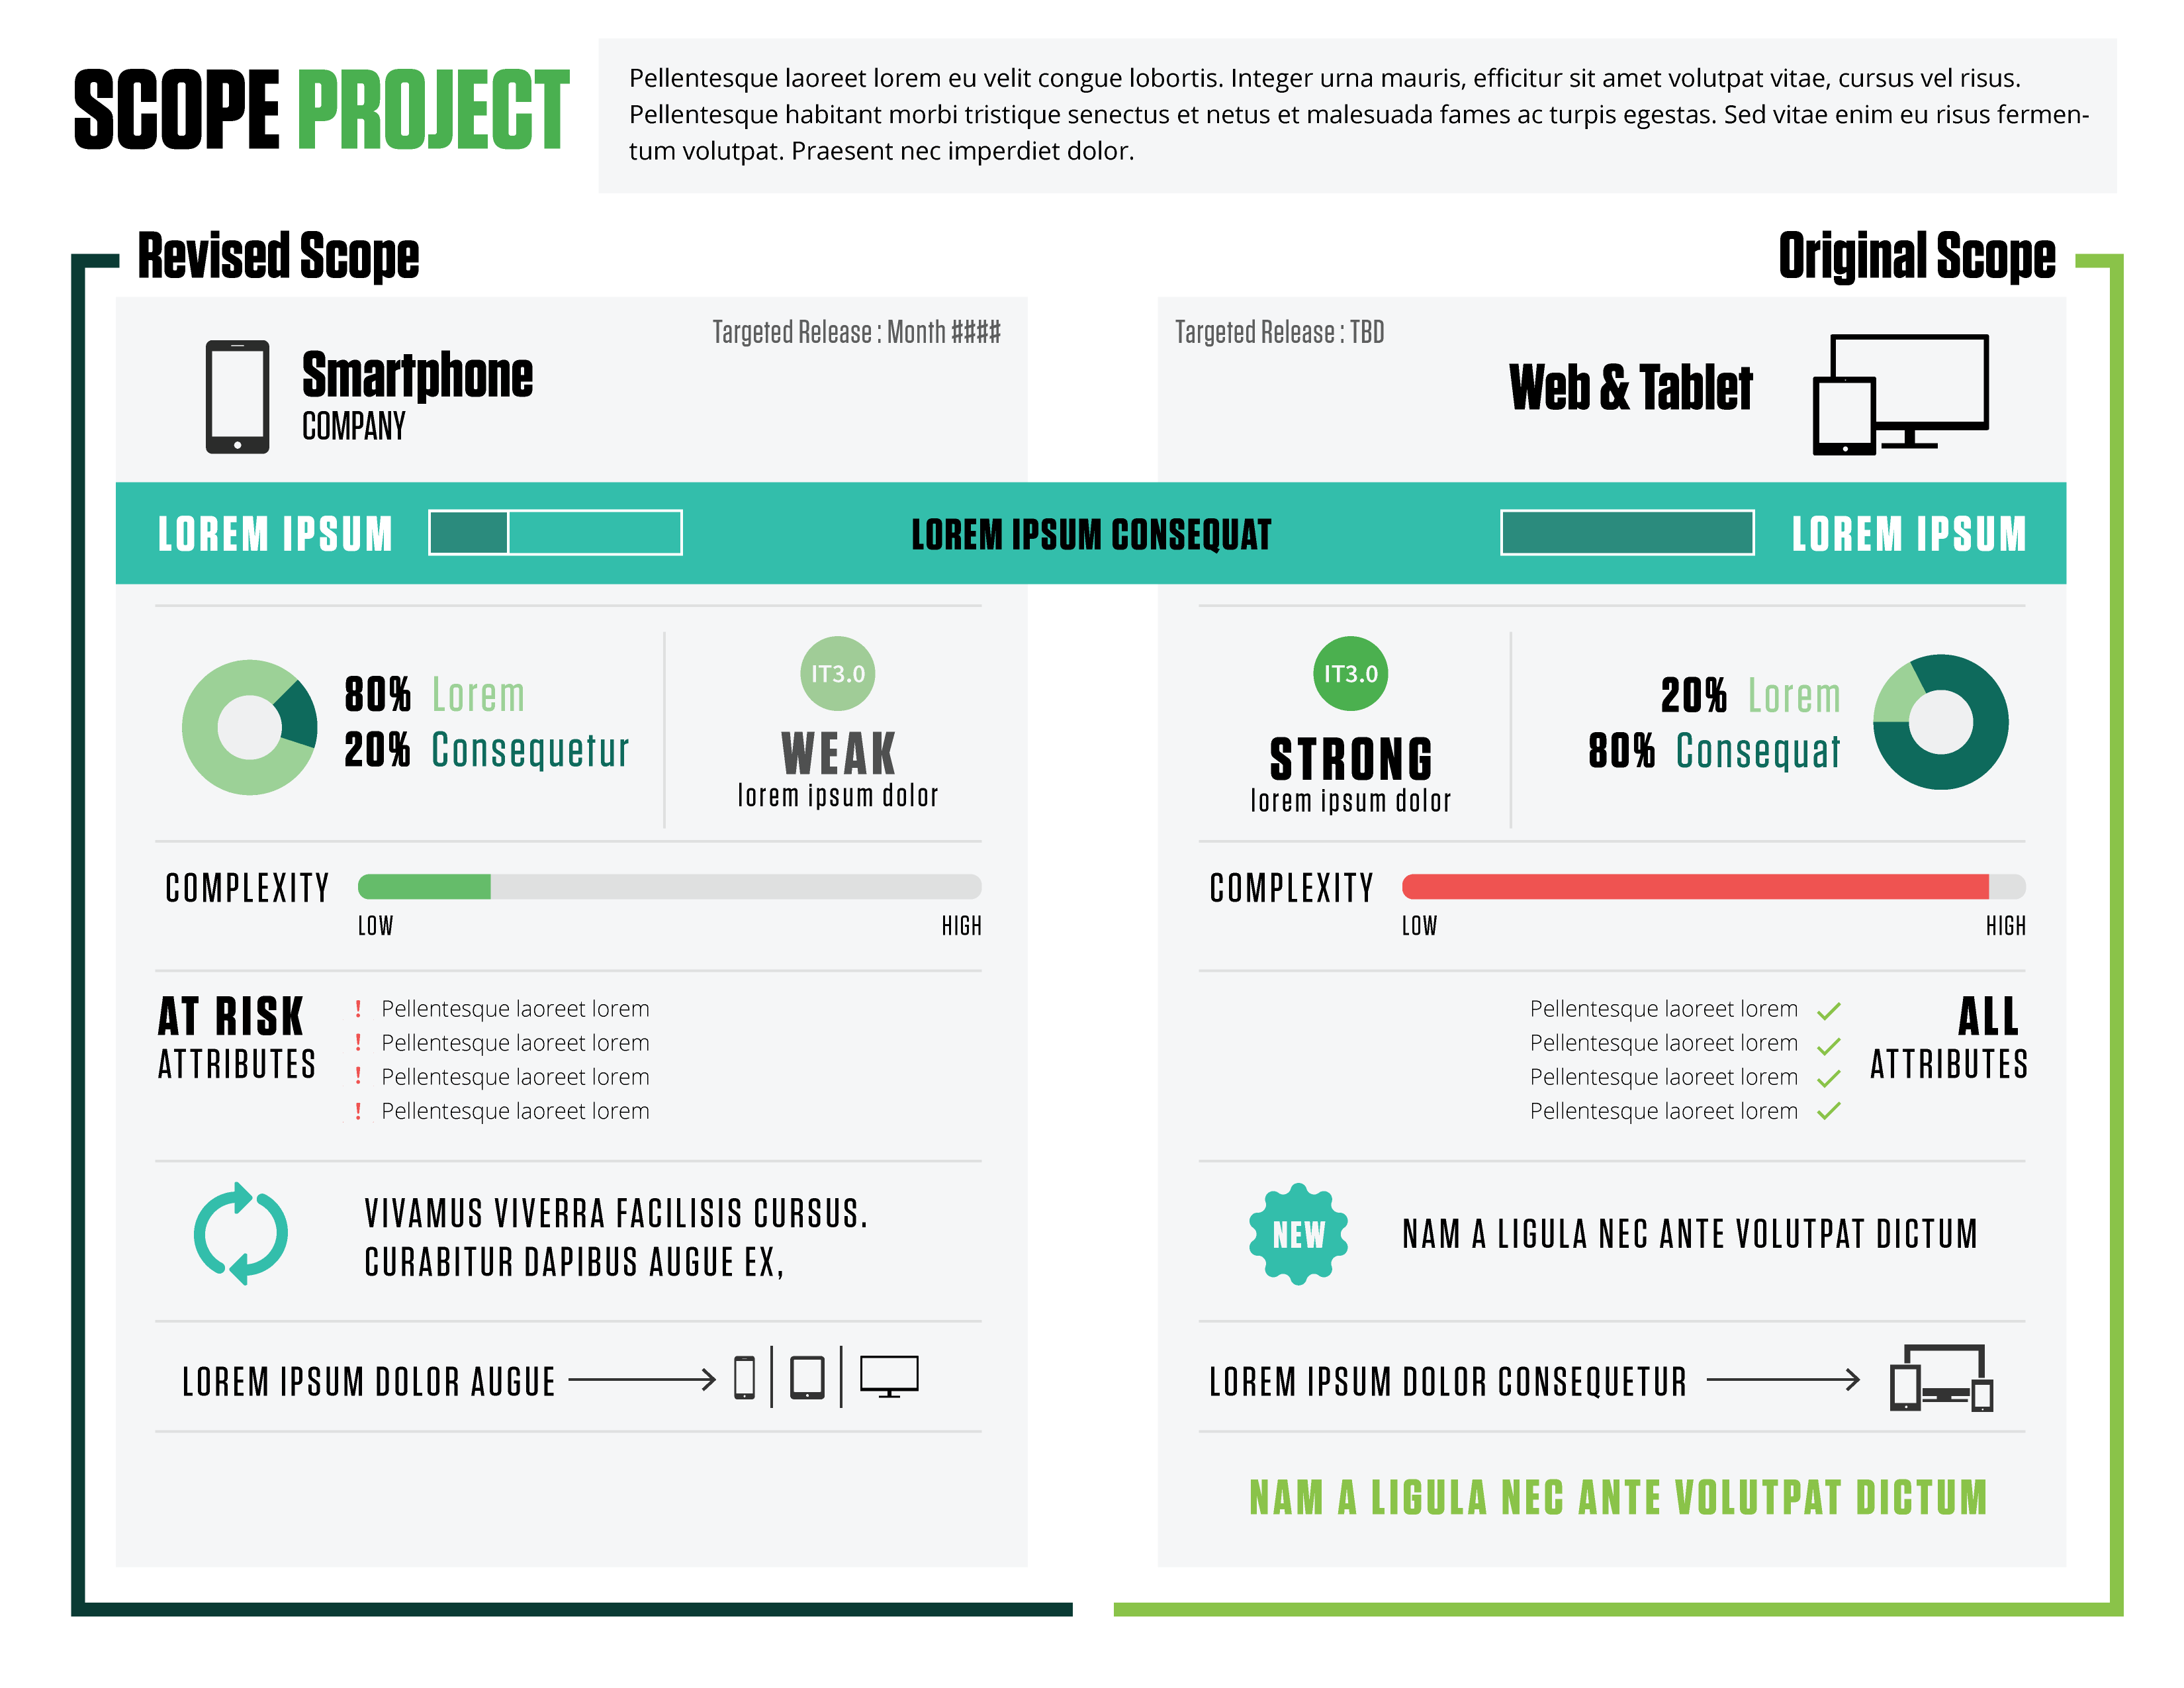 SCOPE PROJECT
Pellentesque laoreet lorem eu velit congue lobortis. Integer urna mauris, efficitur sit amet volutpat vitae, cursus vel risus.
Pellentesque habitant morbi tristique senectus et netus et malesuada fames ac turpis egestas. Sed vitae enim eu risus fermen-
tum volutpat. Praesent nec imperdiet dolor.
Revised Scope
Original Scope
Targeted Release : Month ####
Smartphone
COMPANY
Targeted Release : TBD
Web & Tablet
LOREM IPSUM
LOREM IPSUM CONSEQUAT
LOREM IPSUM
80% Lorem
20% Consequetur
IT3.0
WEAK
lorem ipsum dolor
IT3.0
STRONG
lorem ipsum dolor
20% Lorem
80% Consequat
COMPLEXITY
LOW
HIGH
COMPLEXITY
LOW
HIGH
AT RISK
ATTRIBUTES
! Pellentesque laoreet lorem
! Pellentesque laoreet lorem
! Pellentesque laoreet lorem
! Pellentesque laoreet lorem
Pellentesque laoreet lorem
Pellentesque laoreet lorem
Pellentesque laoreet lorem
Pellentesque laoreet lorem
ALL
ATTRIBUTES
VIVAMUS VIVERRA FACILISIS CURSUS.
CURABITUR DAPIBUS AUGUE EX,
NEW
NAM A LIGULA NEC ANTE VOLUTPAT DICTUM
LOREM IPSUM DOLOR AUGUE
LOREM IPSUM DOLOR CONSEQUETUR
NAM A LIGULA NEC ANTE VOLUTPAT DICTUM